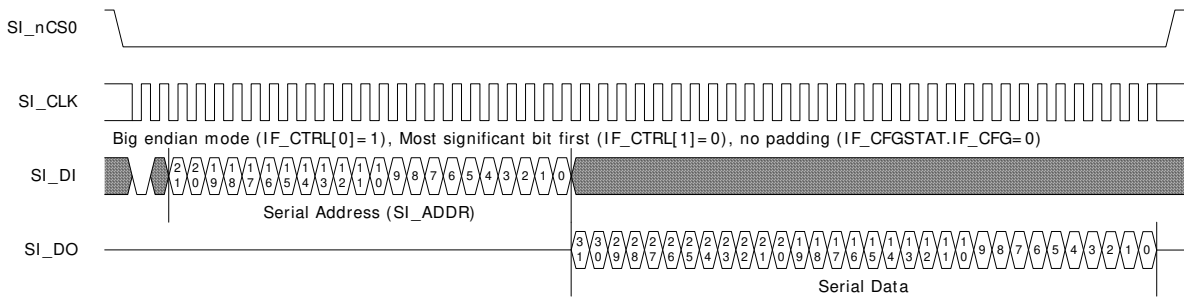 SI_nCS0
SI_CLK
Big endian mode (IF_CTRL[0]=1), Most significant bit first (IF_CTRL[1]=0), no padding (IF_CFGSTAT.IF_CFG=0)
SI_DI
21 20 19 18 17 16 15 14 13 12 11 10 9 8 7 6 5 4 3 2 1 0
Serial Address (SI_ADDR)
SI_DO
31 30 29 28 27 26 25 24 23 22 21 20 19 18 17 16 15 14 13 12 11 10 9 8 7 6 5 4 3 2 1 0
Serial Data